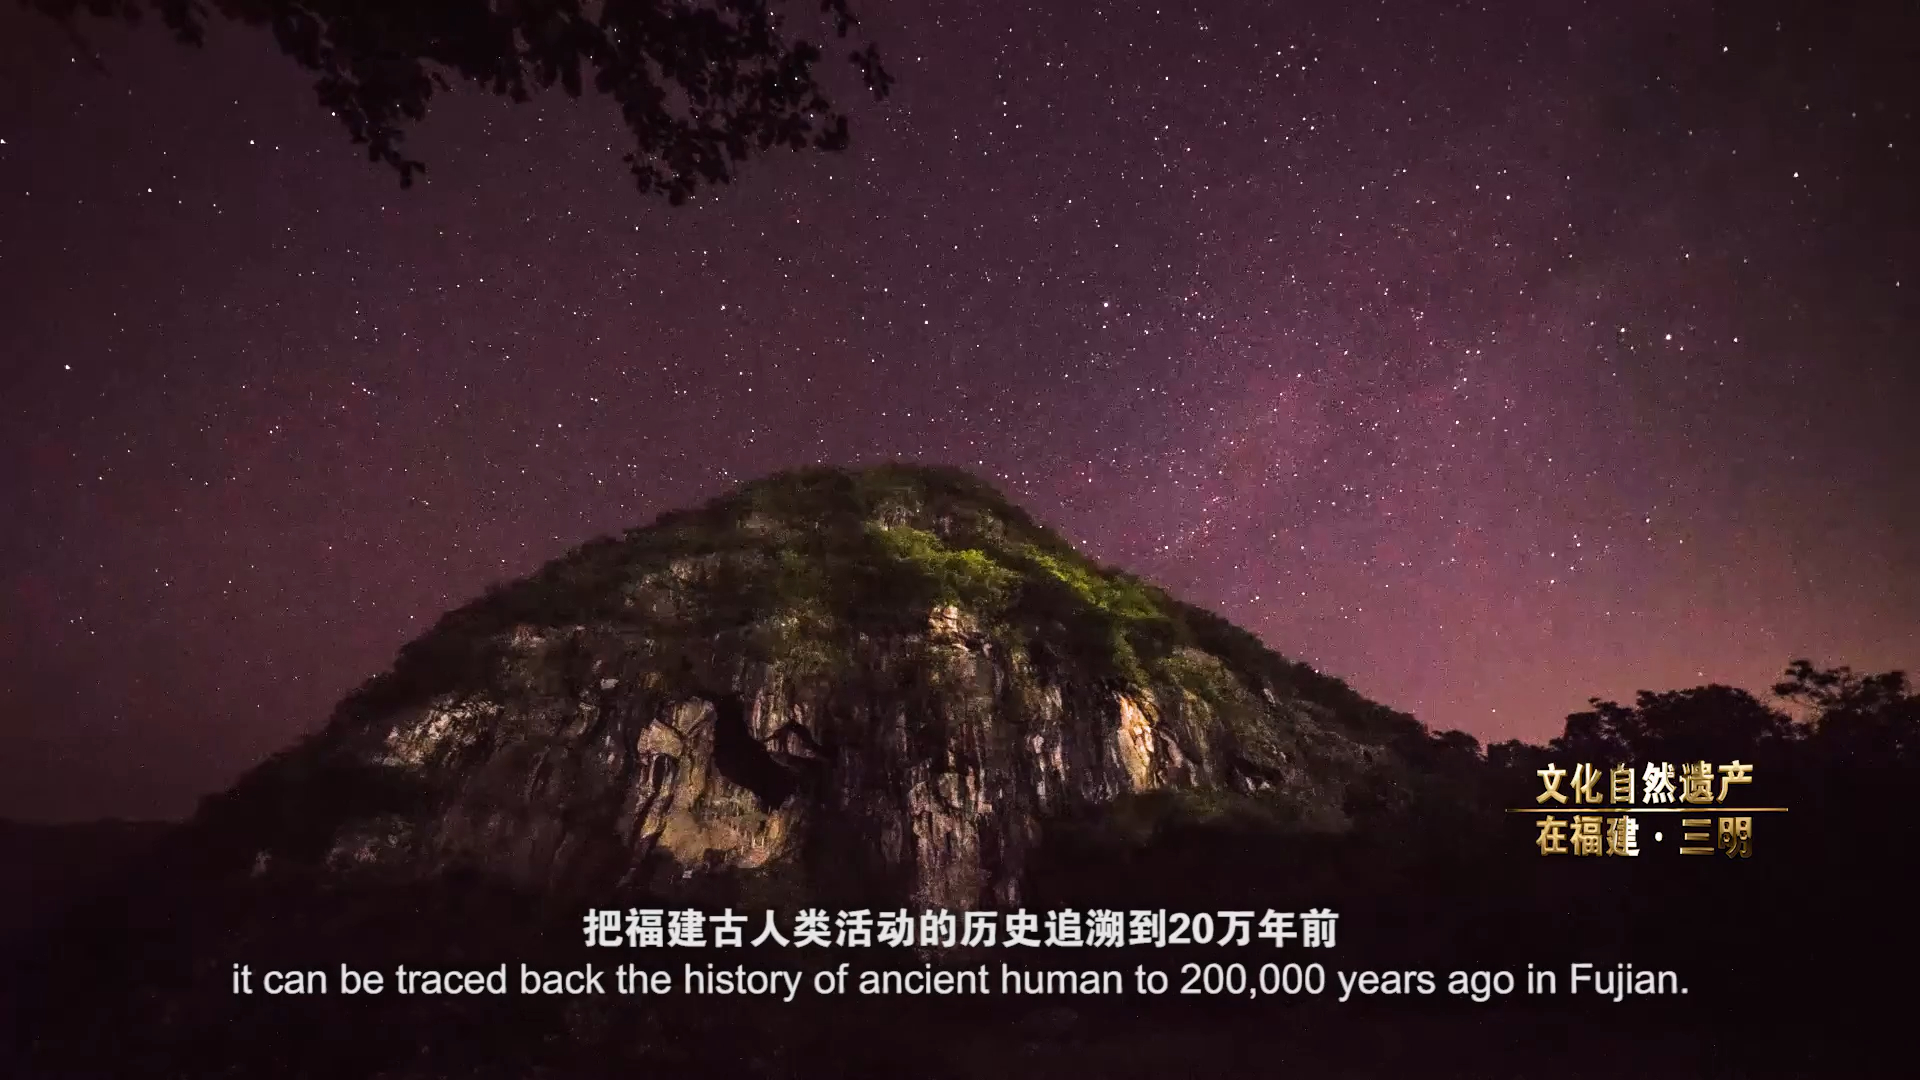 文化自然遗产
在福建·三明
把福建古人类活动的历史追溯到20万年前
it can be traced back the history of ancient human to 200,000 years ago in Fujian.